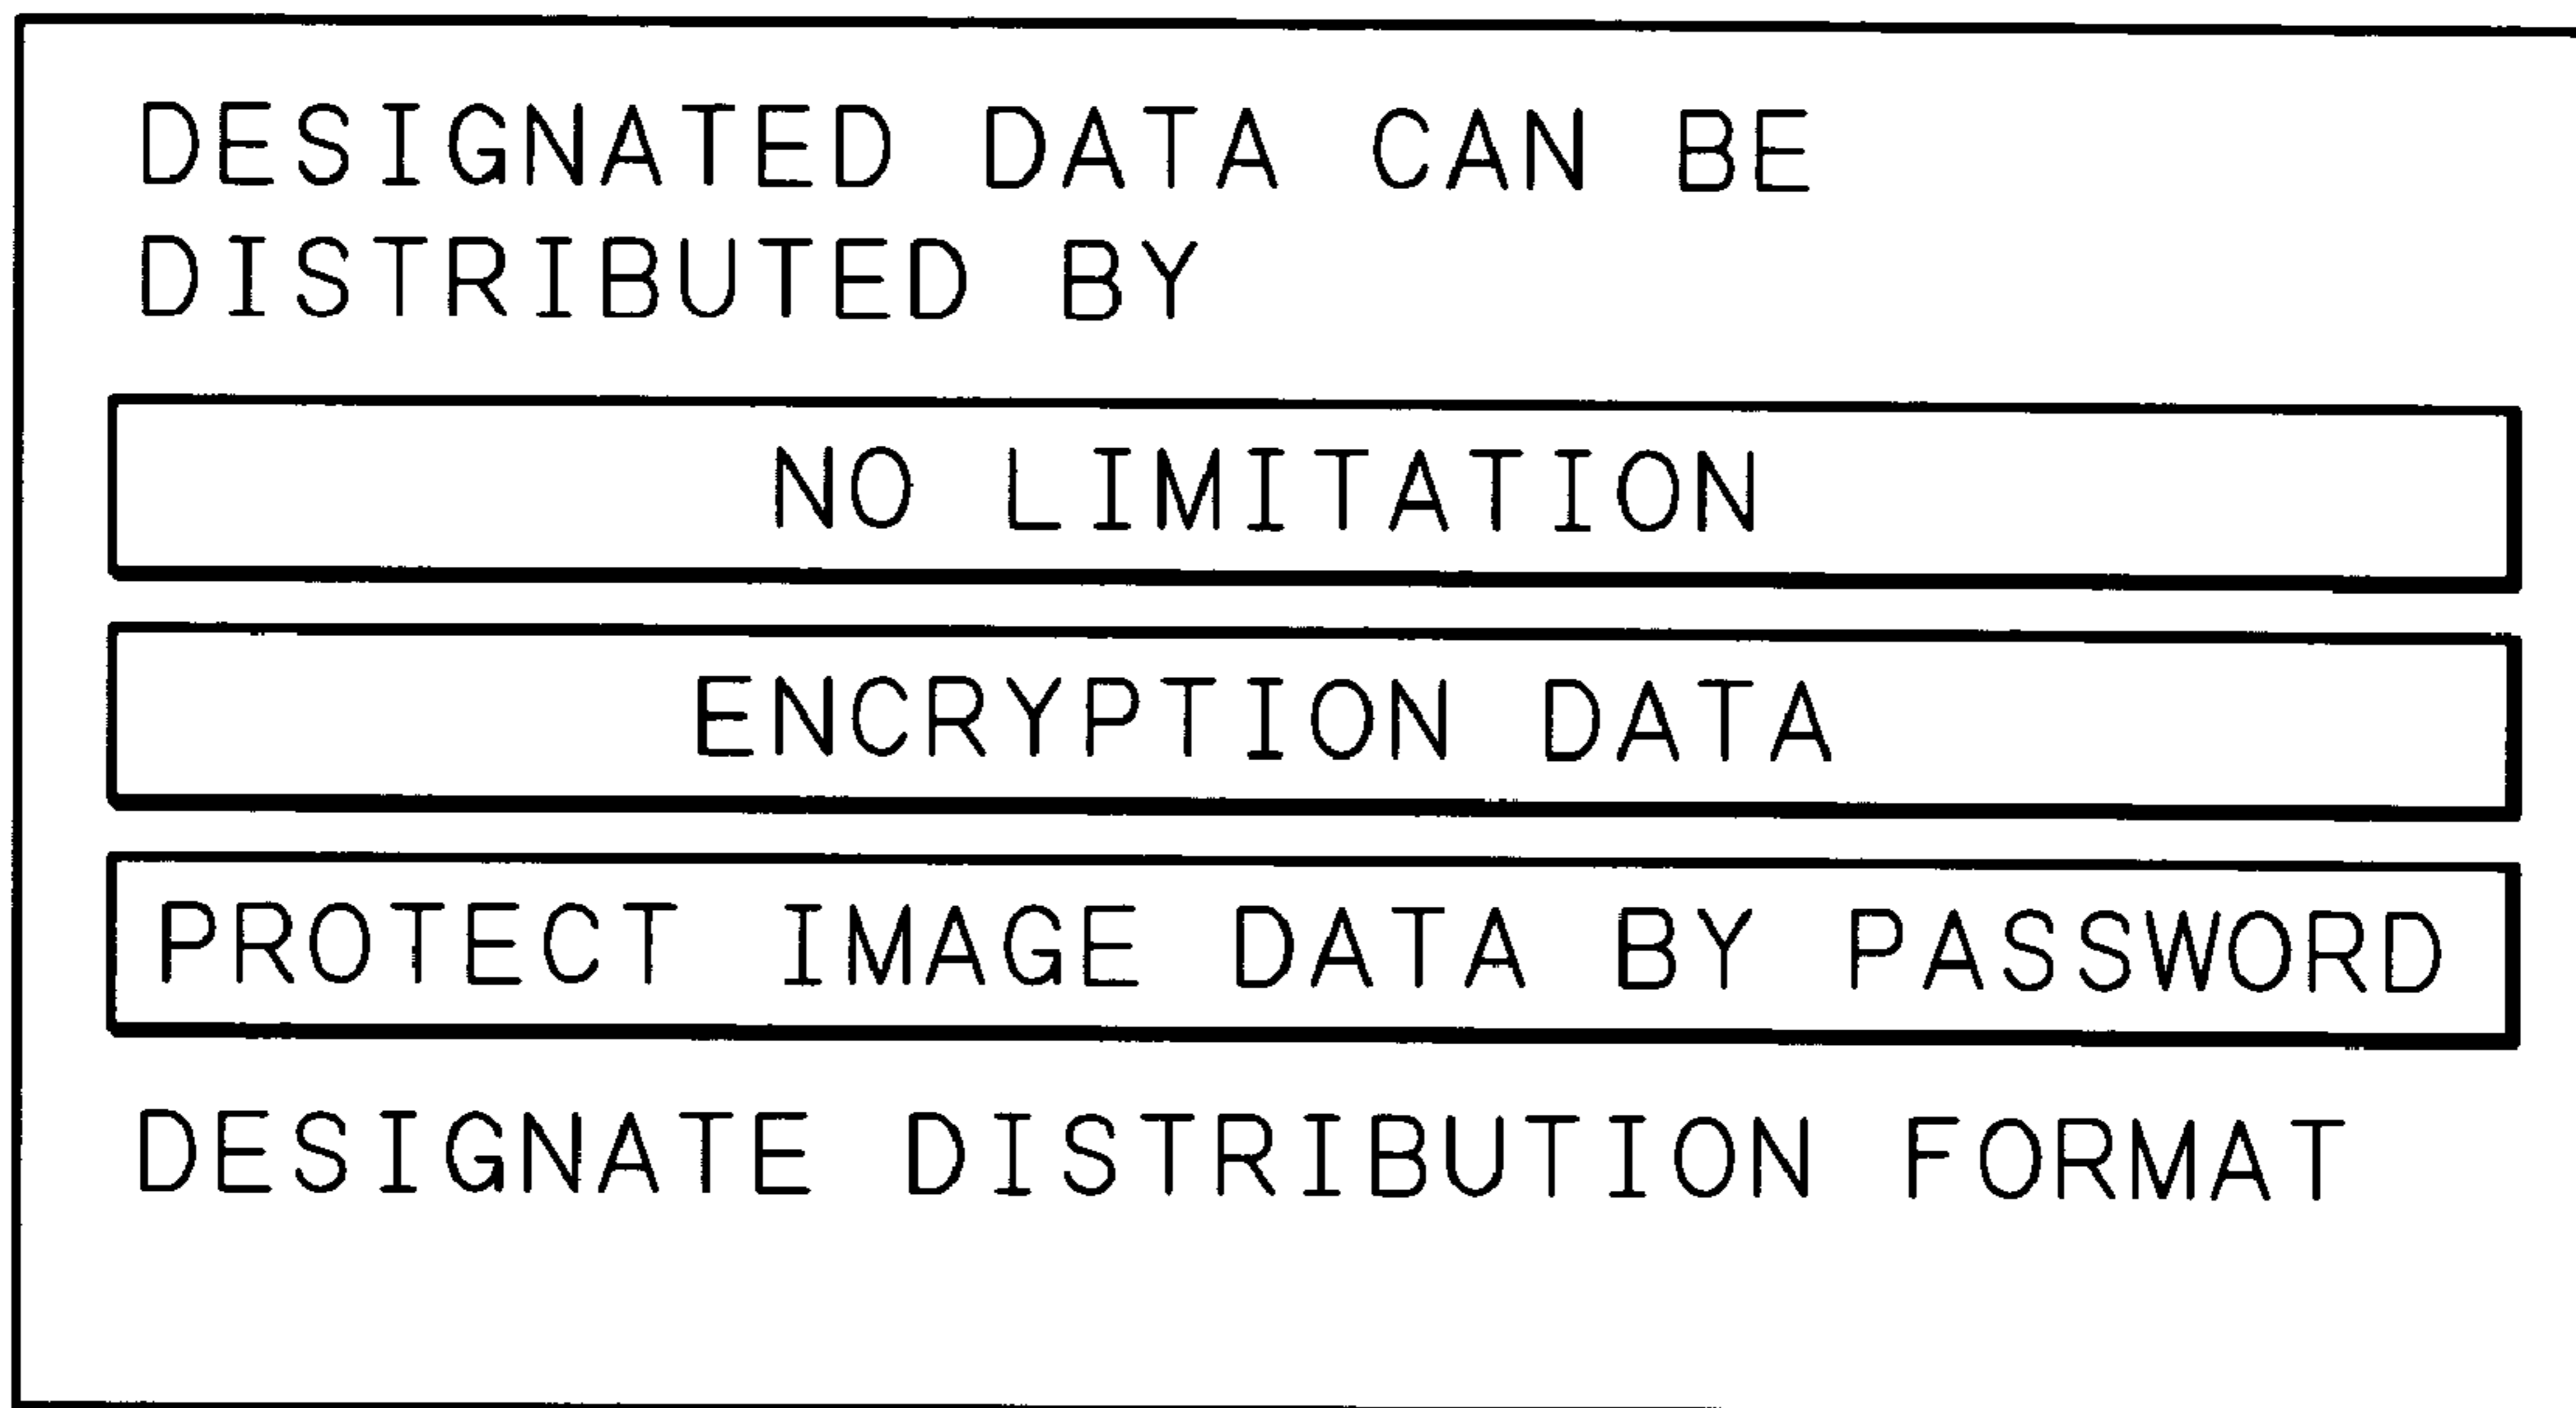 DESIGNATED DATA CAN BE
DISTRIBUTED BY
NO LIMITATION
ENCRYPTION DATA
PROTECT IMAGE DATA BY PASSWORD
DESIGNATE DISTRIBUTION FORMAT